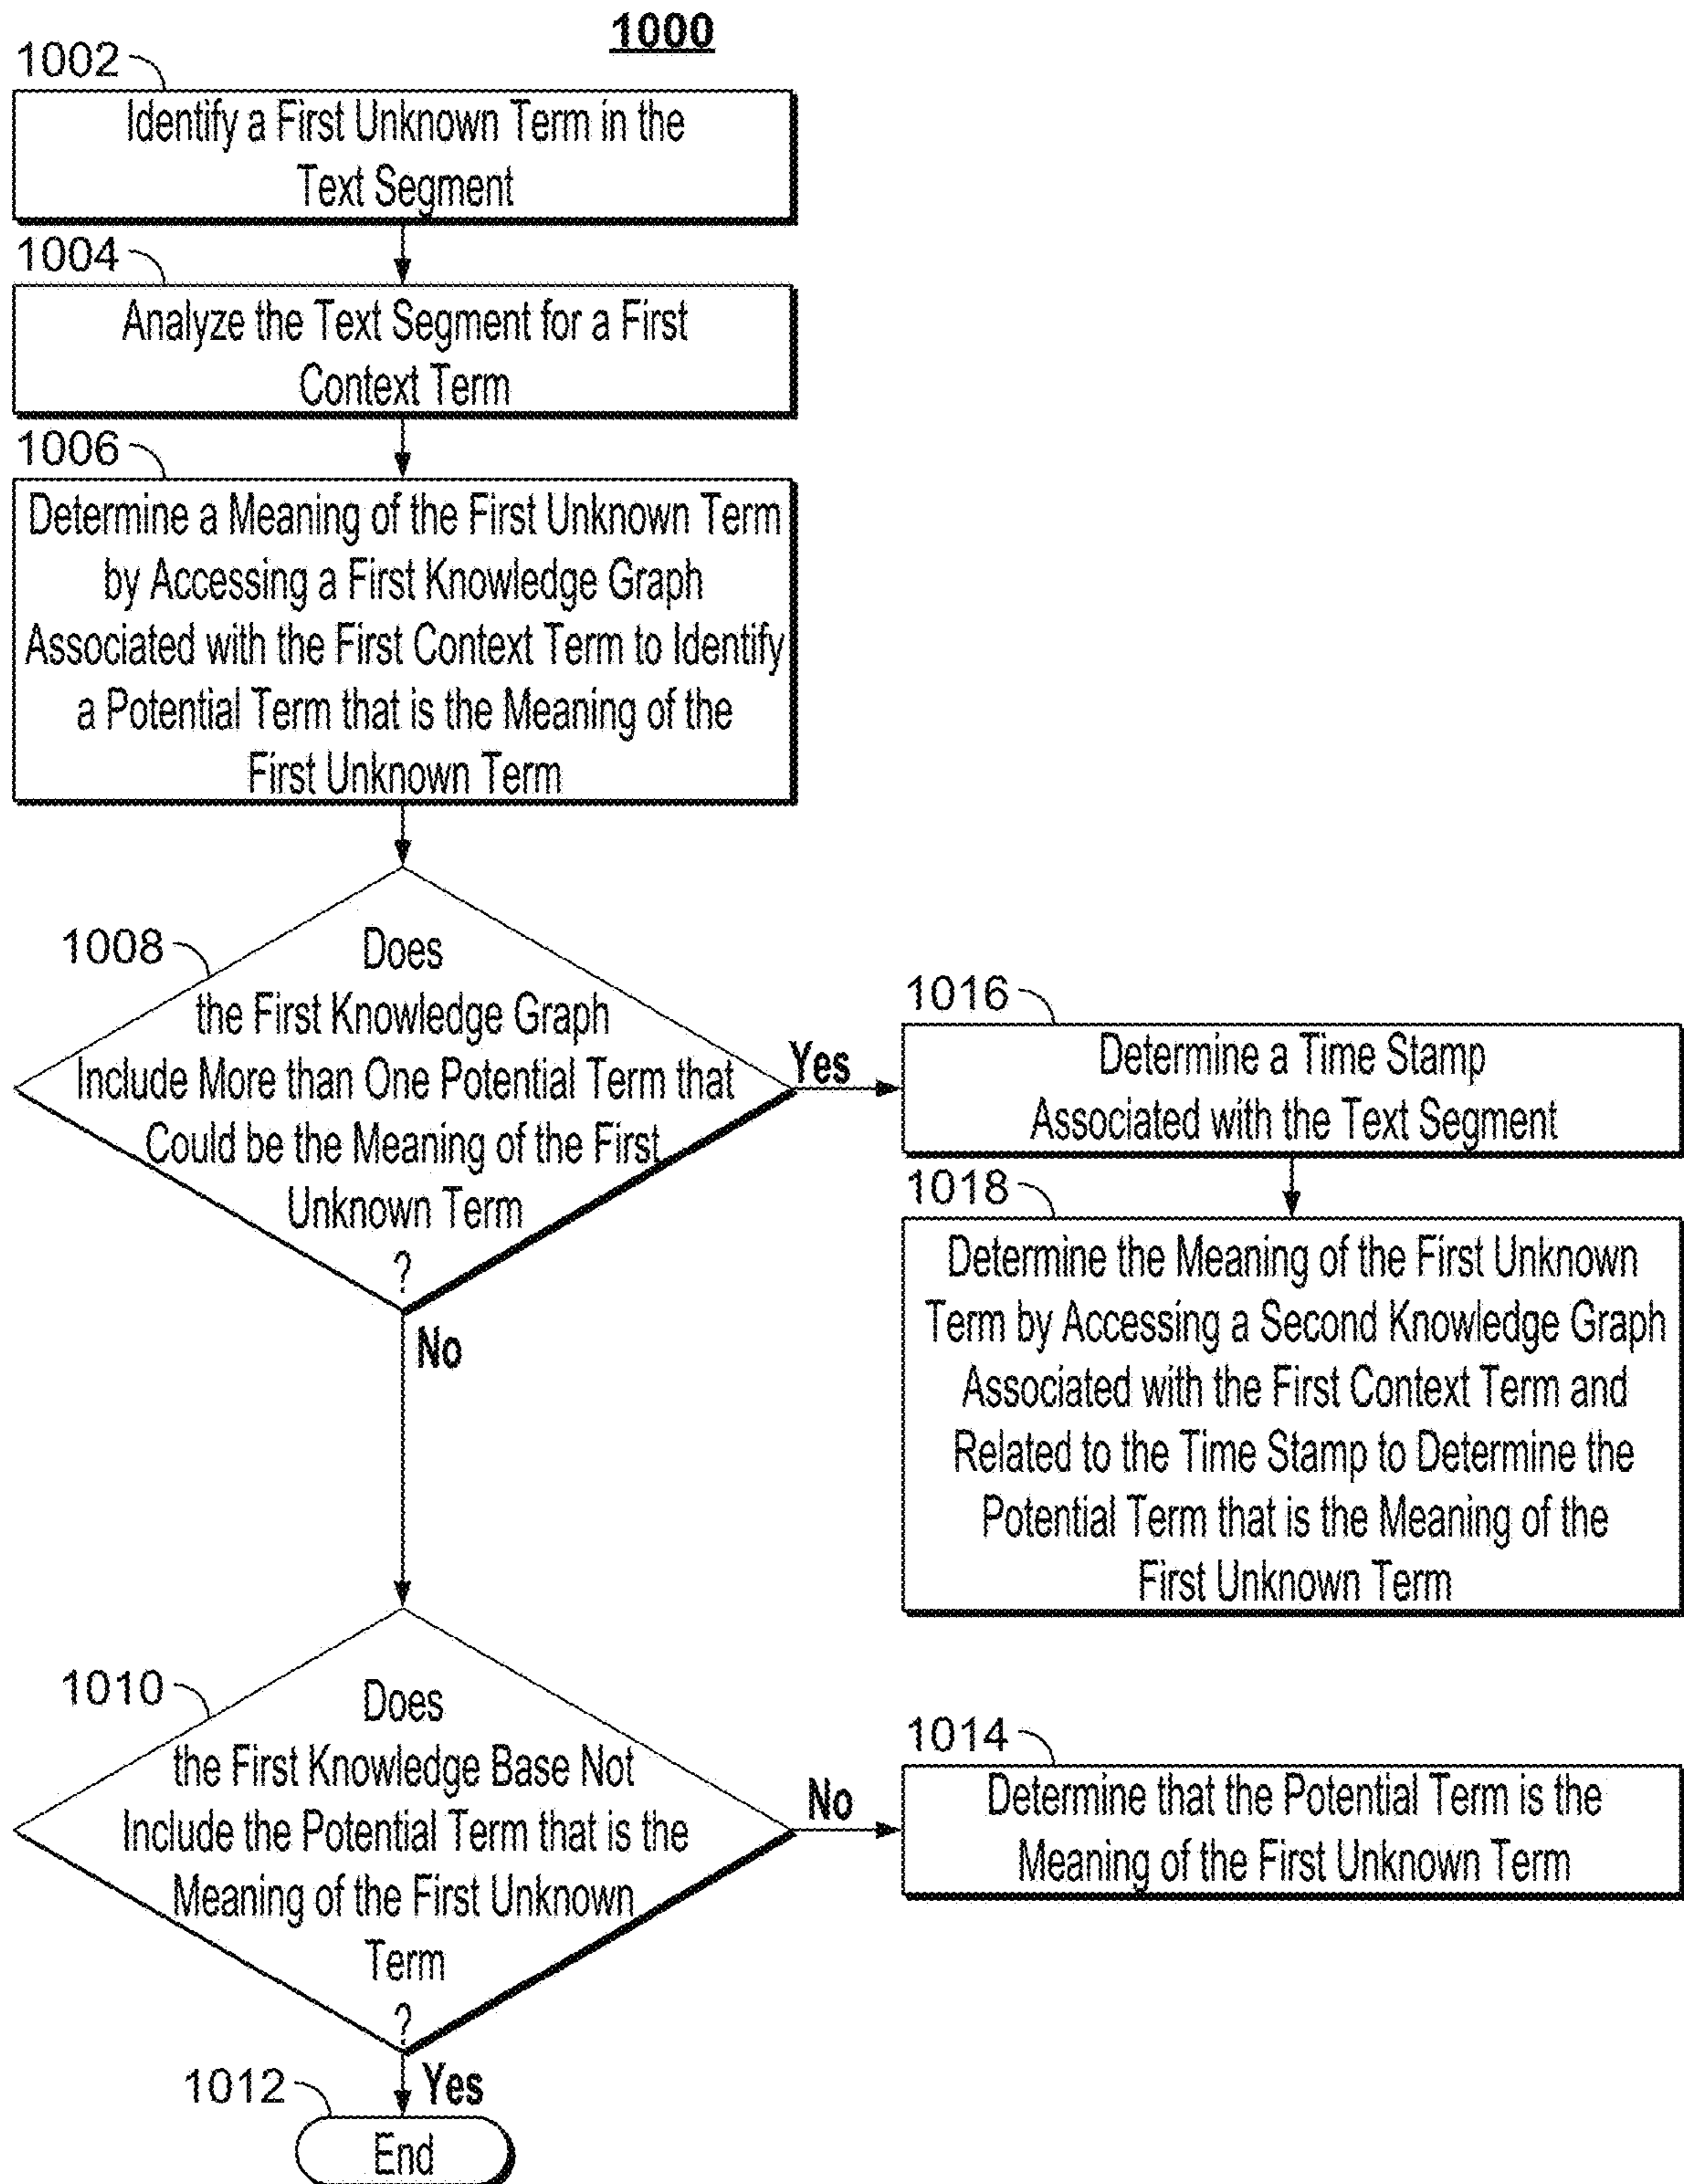 1000
1002
Identify a First Unknown Term in the
Text Segment
1004
Analyze the Text Segment for a First
Context Term
1006
Determine a Meaning of the First Unknown Term
by Accessing a First Knowledge Graph
Associated with the First Context Term to Identify
a Potential Term that is the Meaning of the
First Unknown Term
1008
Does
the First Knowledge Graph
Include More than One Potential Term that
Could be the Meaning of the First
Unknown Term
?
Yes
No
1016
Determine a Time Stamp
Associated with the Text Segment
1018
Determine the Meaning of the First Unknown
Term by Accessing a Second Knowledge Graph
Associated with the First Context Term and
Related to the Time Stamp to Determine the
Potential Term that is the Meaning of the
First Unknown Term
1010
Does
the First Knowledge Base Not
Include the Potential Term that is the
Meaning of the First Unknown
Term
?
No
Yes
1014
Determine that the Potential Term is the
Meaning of the First Unknown Term
1012
End